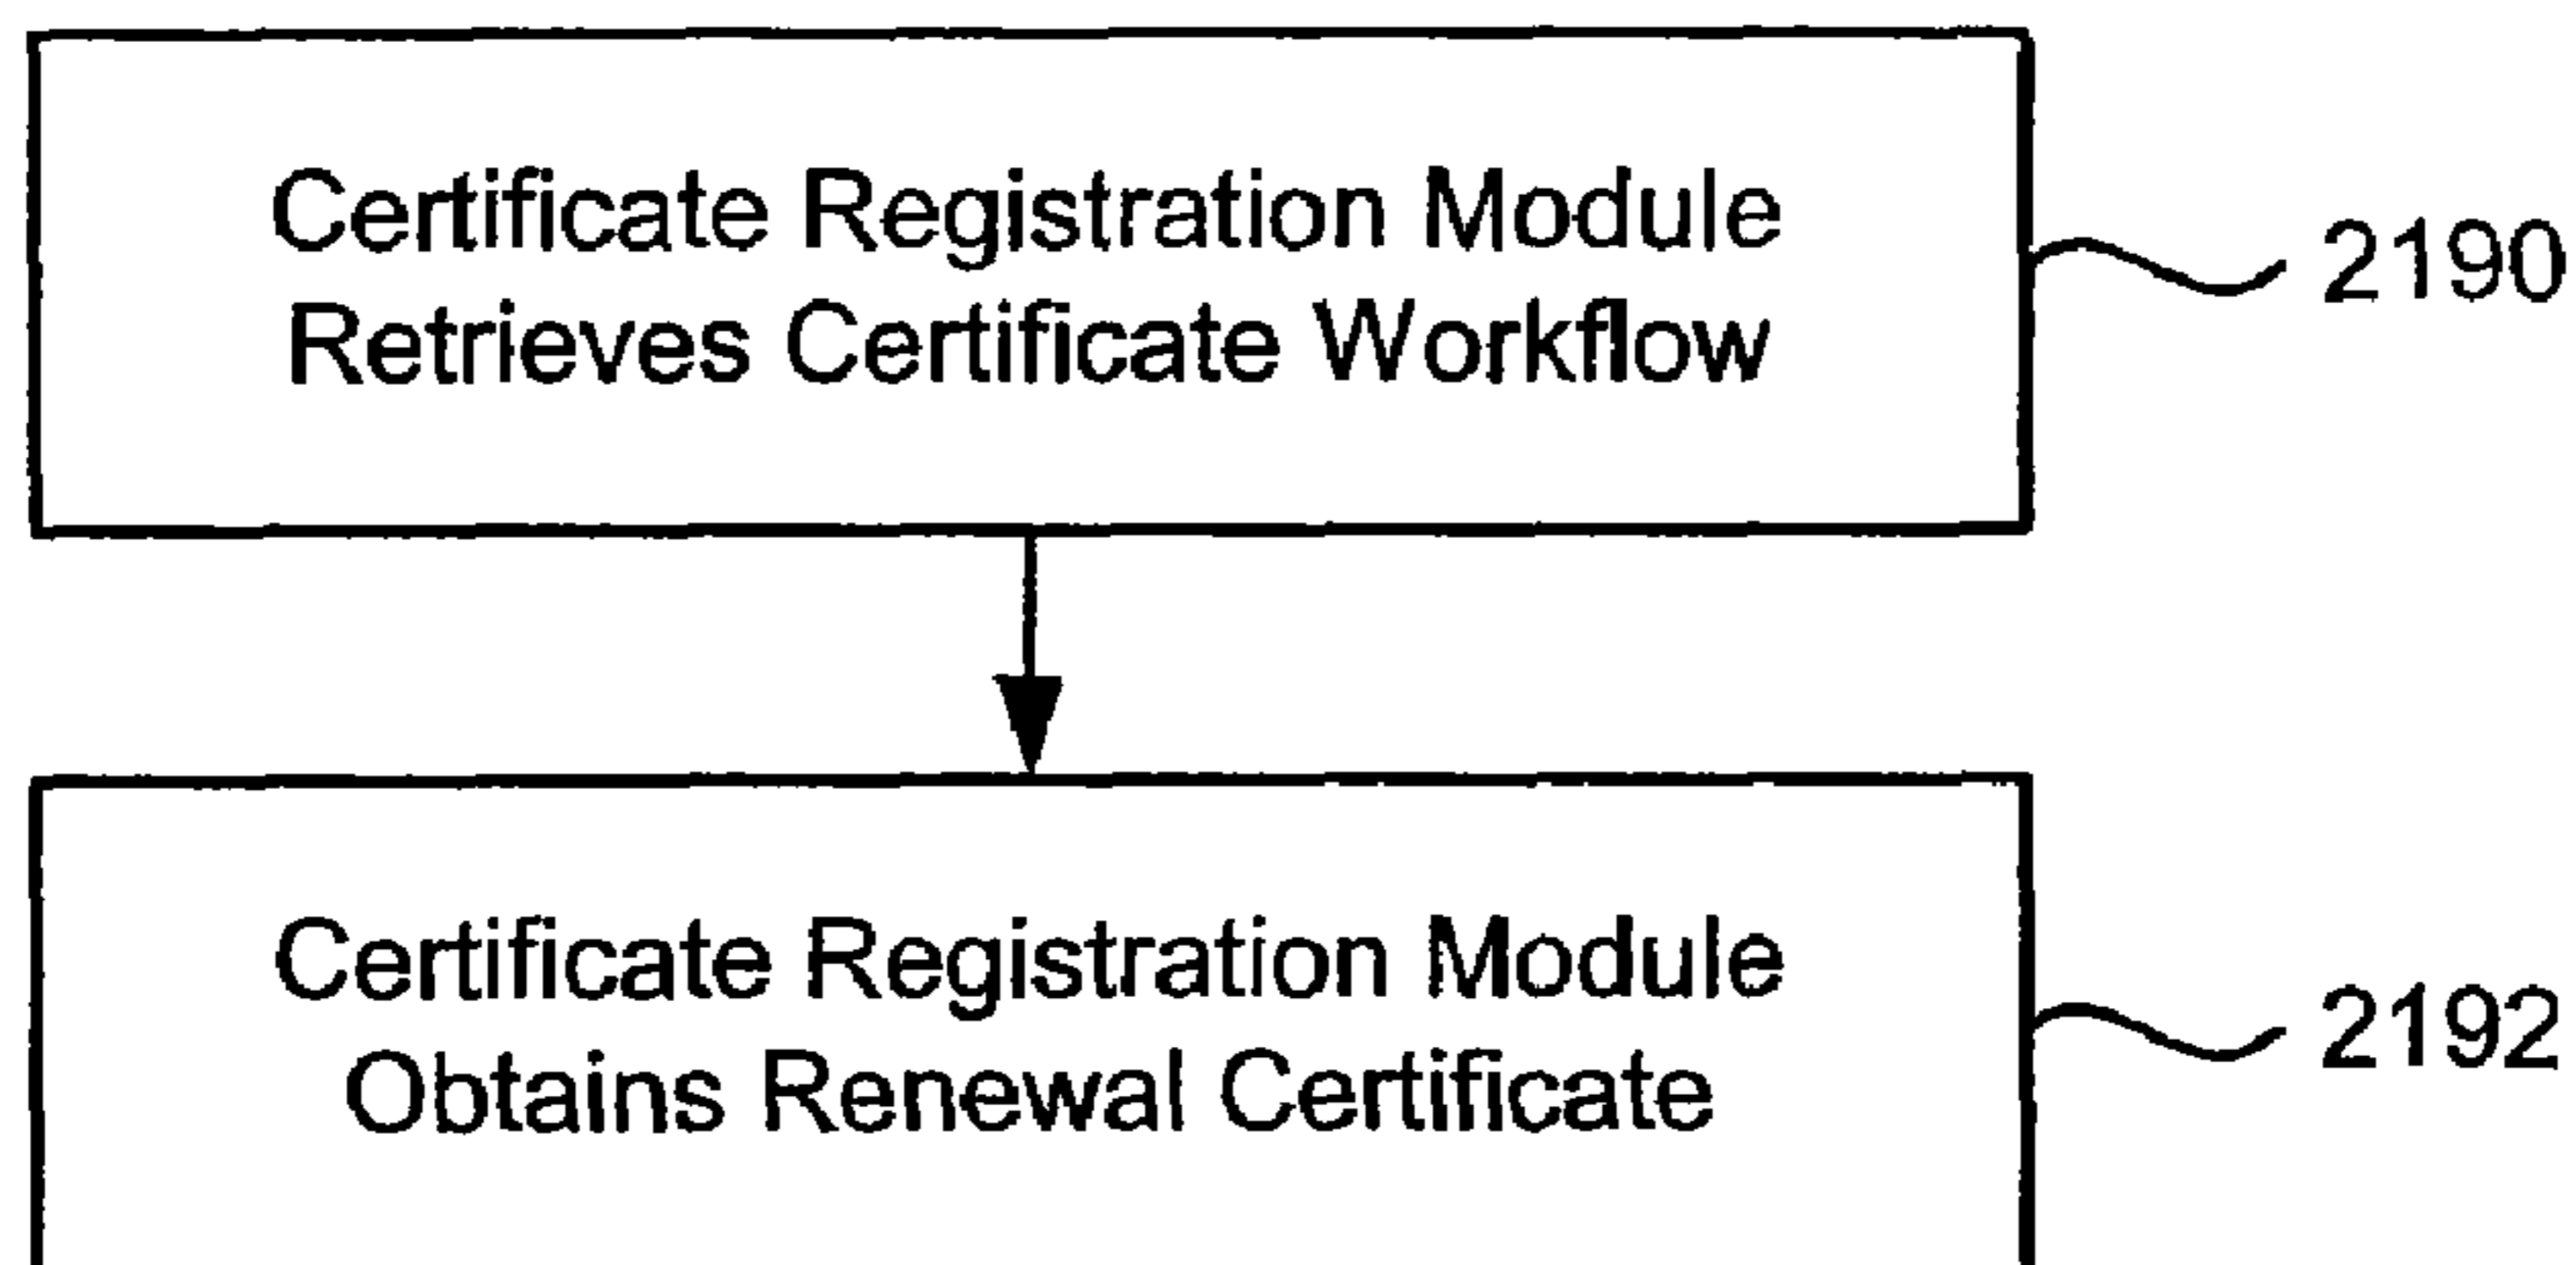 Certificate Registration Module
Retrieves Certificate Workflow
2190
Certificate Registration Module
Obtains Renewal Certificate
2192